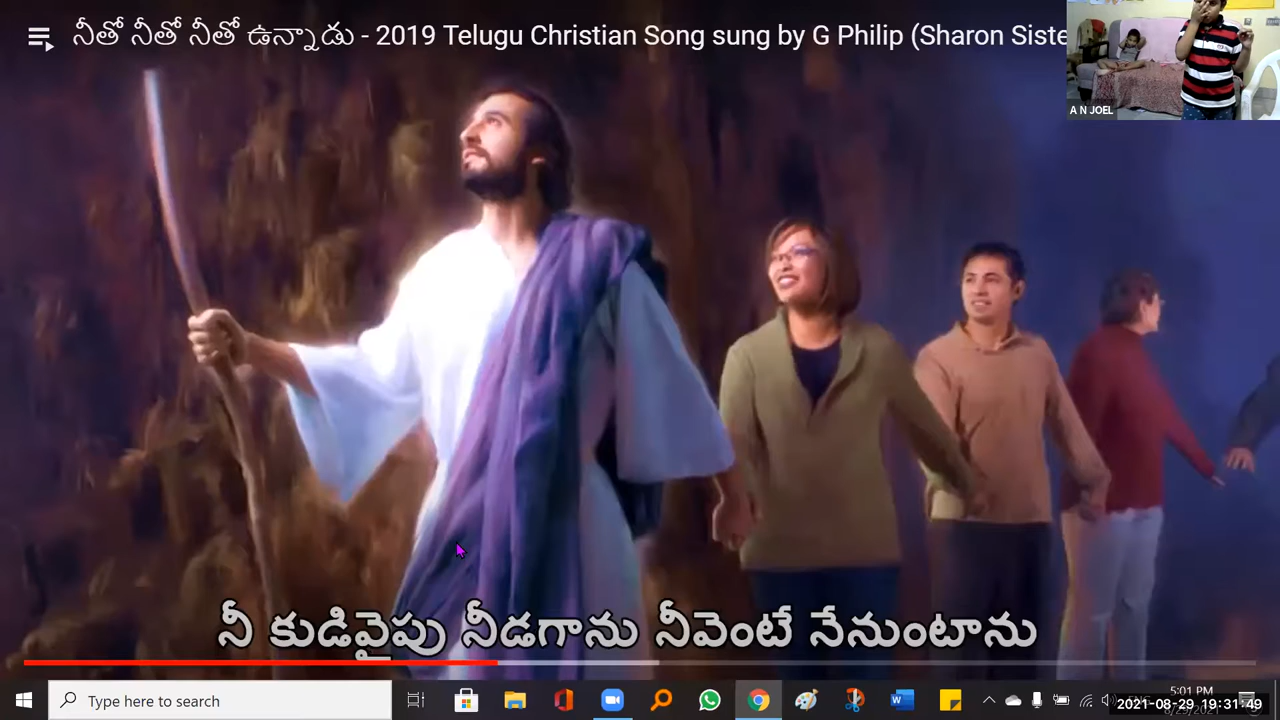 నీతో నీతో నీతో ఉన్నాడు - 2019 Telugu Christian Song sung by G Philip (Sharon Siste
A N JOEL
నీ కుడివైపు నీడగాను నీవెంటే నేనుంటాను
Type here to search
5:01 PM
2021-08-29 19:31:49